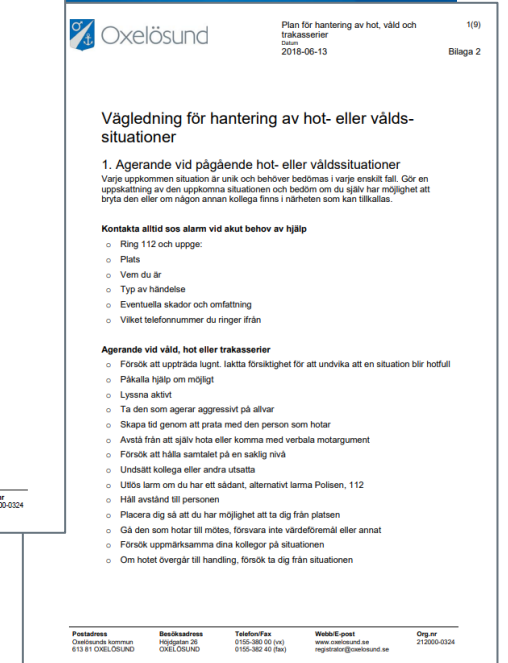 Oxelösund
Plan för hantering av hot, våld och
trakasserier
Datum
2018-06-13
1(9)
Bilaga 2
Vägledning för hantering av hot- eller vålds-
situationer
1. Agerande vid pågående hot- eller våldssituationer
Varje uppkommen situation är unik och behöver bedömas i varje enskilt fall. Gör en
uppskattning av den uppkomna situationen och bedöm om du själv har möjlighet att
bryta den eller om någon annan kollega finns i närheten som kan tillkallas.
Kontakta alltid sos alarm vid akut behov av hjälp
o Ring 112 och uppge:
o Plats
o Vem du är
o Typ av händelse
o Eventuella skador och omfattning
o Vilket telefonnummer du ringer ifrån
Agerande vid våld, hot eller trakasserier
o Försök att uppträda lugnt. Iaktta försiktighet för att undvika att en situation blir hotfull
o Påkalla hjälp om möjligt
o Lyssna aktivt
o Ta den som agerar aggressivt på allvar
o Skapa tid genom att prata med den person som hotar
o Avstå från att själv hota eller komma med verbala motargument
o Försök att hålla samtalet på en saklig nivå
o Undsätt kollega eller andra utsatta
o Utlös larm om du har ett sådant, alternativt larma Polisen, 112
o Håll avstånd till personen
o Placera dig så att du har möjlighet att ta dig från platsen
o Gå den som hotar till mötes, försvara inte värdeföremål eller annat
o Försök uppmärksamma dina kollegor på situationen
o Om hotet övergår till handling, försök ta dig från situationen
Postadress Besöksadress Telefon/Fax Webb/E-post Org.nr
Oxelösunds kommun Höjdgatan 26 0155-380 00 (vx) www.oxelosund.se 212000-0324
613 81 OXELÖSUND OXELÖSUND 0155-382 40 (fax) registrator@oxelosund.se
nr
00-0324